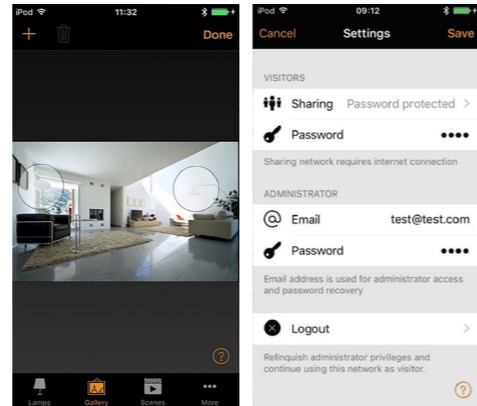 iPod 11:32
Done
Lamps Gallery Scenes More
iPod 09:12
Cancel Settings Save
VISITORS
Sharing Password protected
Password ••••
Sharing network requires internet connection
ADMINISTRATOR
Email test@test.com
Password ••••
Email address is used for administrator access
and password recovery
Logout
Relinquish administrator privileges and
continue using this network as visitor.